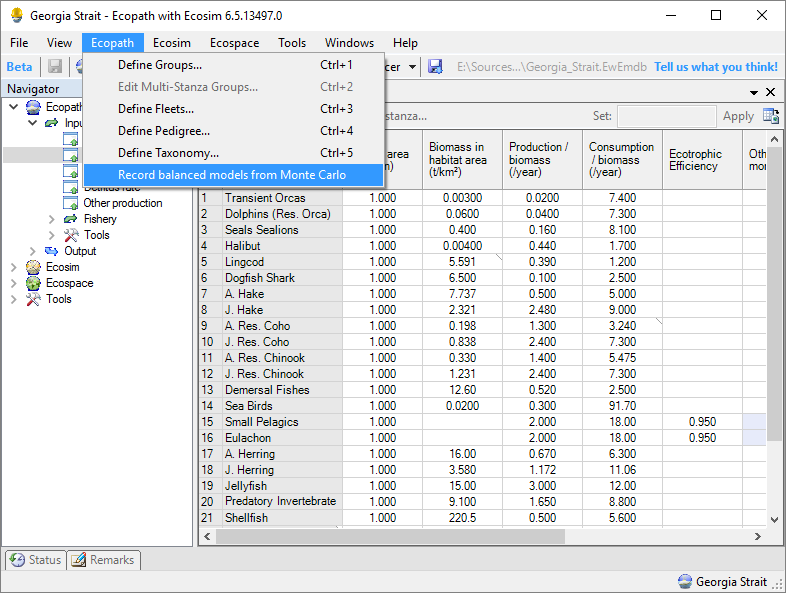 Georgia Strait - Ecopath with Ecosim 6.5.13497.0
File View Ecopath Ecosim Ecospace Tools Windows Help
Beta E:\Sources...\Georgia_Strait.EwEmdb Tell us what you think!
Navigator
Define Groups... Ctrl+1
Edit Multi-Stanza Groups... Ctrl+2
Define Fleets... Ctrl+3
Define Pedigree... Ctrl+4
Define Taxonomy... Ctrl+5
Record balanced models from Monte Carlo
Set: Apply
Other production
Fishery
Tools
Output
Ecosim
Ecospace
Tools
area Biomass in habitat area (t/km²) Production / biomass (/year) Consumption / biomass (/year) Ecotrophic Efficiency
1 Transient Orcas 1.000 0.00300 0.0200 7.400
2 Dolphins (Res. Orca) 1.000 0.0600 0.0400 7.300
3 Seals Sealions 1.000 0.400 0.160 8.100
4 Halibut 1.000 0.00400 0.440 1.700
5 Lingcod 1.000 5.591 0.390 1.200
6 Dogfish Shark 1.000 6.500 0.100 2.500
7 A. Hake 1.000 7.737 0.500 5.000
8 J. Hake 1.000 2.321 2.480 9.000
9 A. Res. Coho 1.000 0.198 1.300 3.240
10 J. Res. Coho 1.000 0.838 2.400 7.300
11 A. Res. Chinook 1.000 0.330 1.400 5.475
12 J. Res. Chinook 1.000 1.231 2.400 7.300
13 Demersal Fishes 1.000 12.60 0.520 2.500
14 Sea Birds 1.000 0.0200 0.300 91.70
15 Small Pelagics 1.000 2.000 18.00 0.950
16 Eulachon 1.000 2.000 18.00 0.950
17 A. Herring 1.000 16.00 0.670 6.300
18 J. Herring 1.000 3.580 1.172 11.06
19 Jellyfish 1.000 15.00 3.000 12.00
20 Predatory Invertebrate 1.000 9.100 1.650 8.800
21 Shellfish 1.000 220.5 0.500 5.600
Status Remarks
Georgia Strait